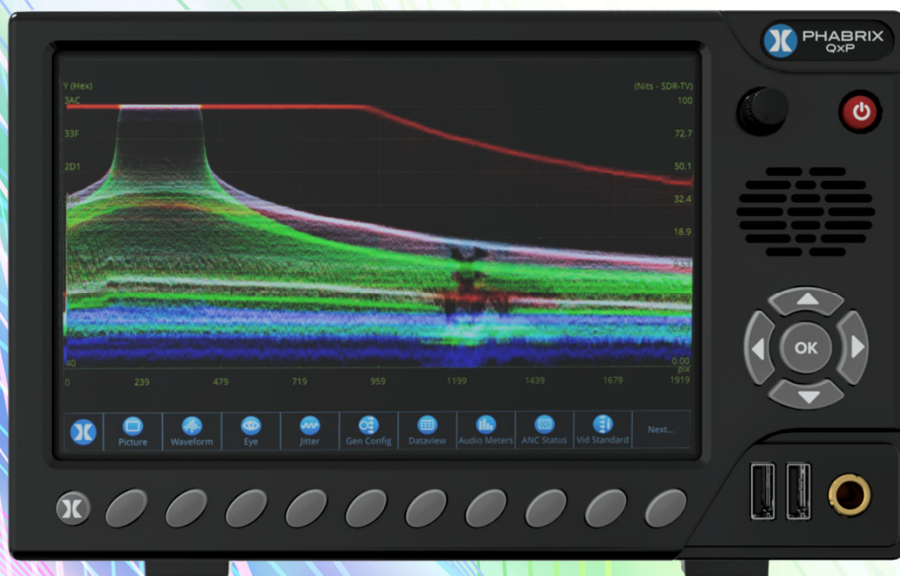 PHABRIX
QxP
Y (Hex)
(Nits - SDR-TV)
3AC
100
33F
72.7
2D1
50.1
32.4
18.9
40
0.00
pix
0 239 479 719 959 1199 1439 1679 1919
Picture Waveform Eye Jitter Gen Config Dataview Audio Meters ANC Status Vid Standard Next...
OK